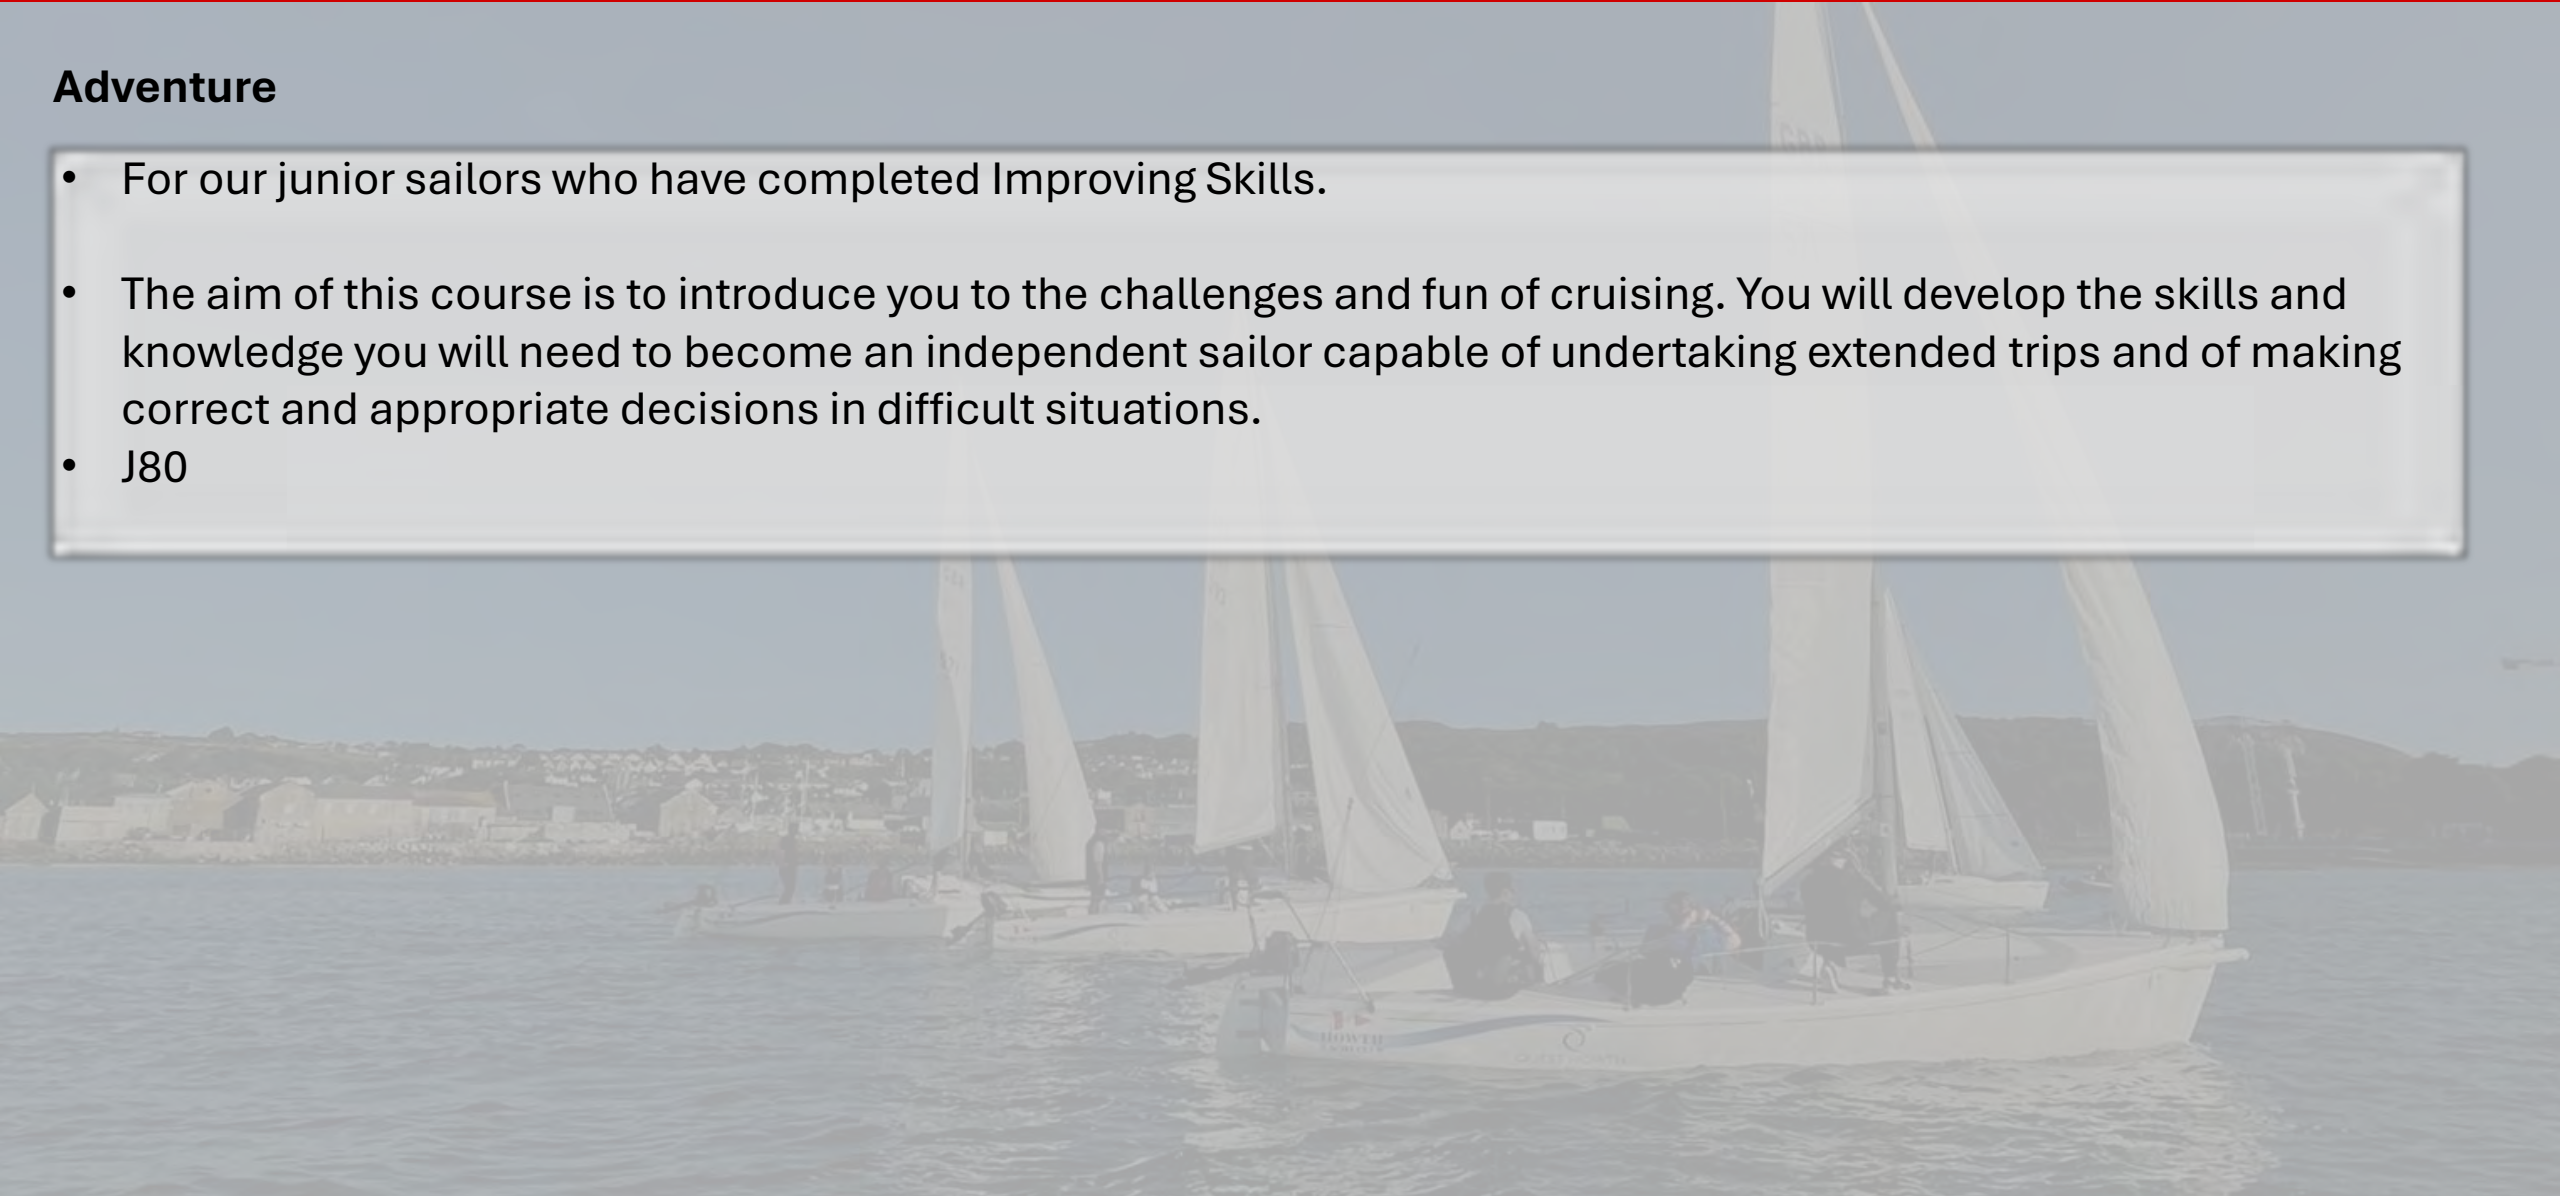 Adventure
• For our junior sailors who have completed Improving Skills.
• The aim of this course is to introduce you to the challenges and fun of cruising. You will develop the skills and
knowledge you will need to become an independent sailor capable of undertaking extended trips and of making
correct and appropriate decisions in difficult situations.
• J80